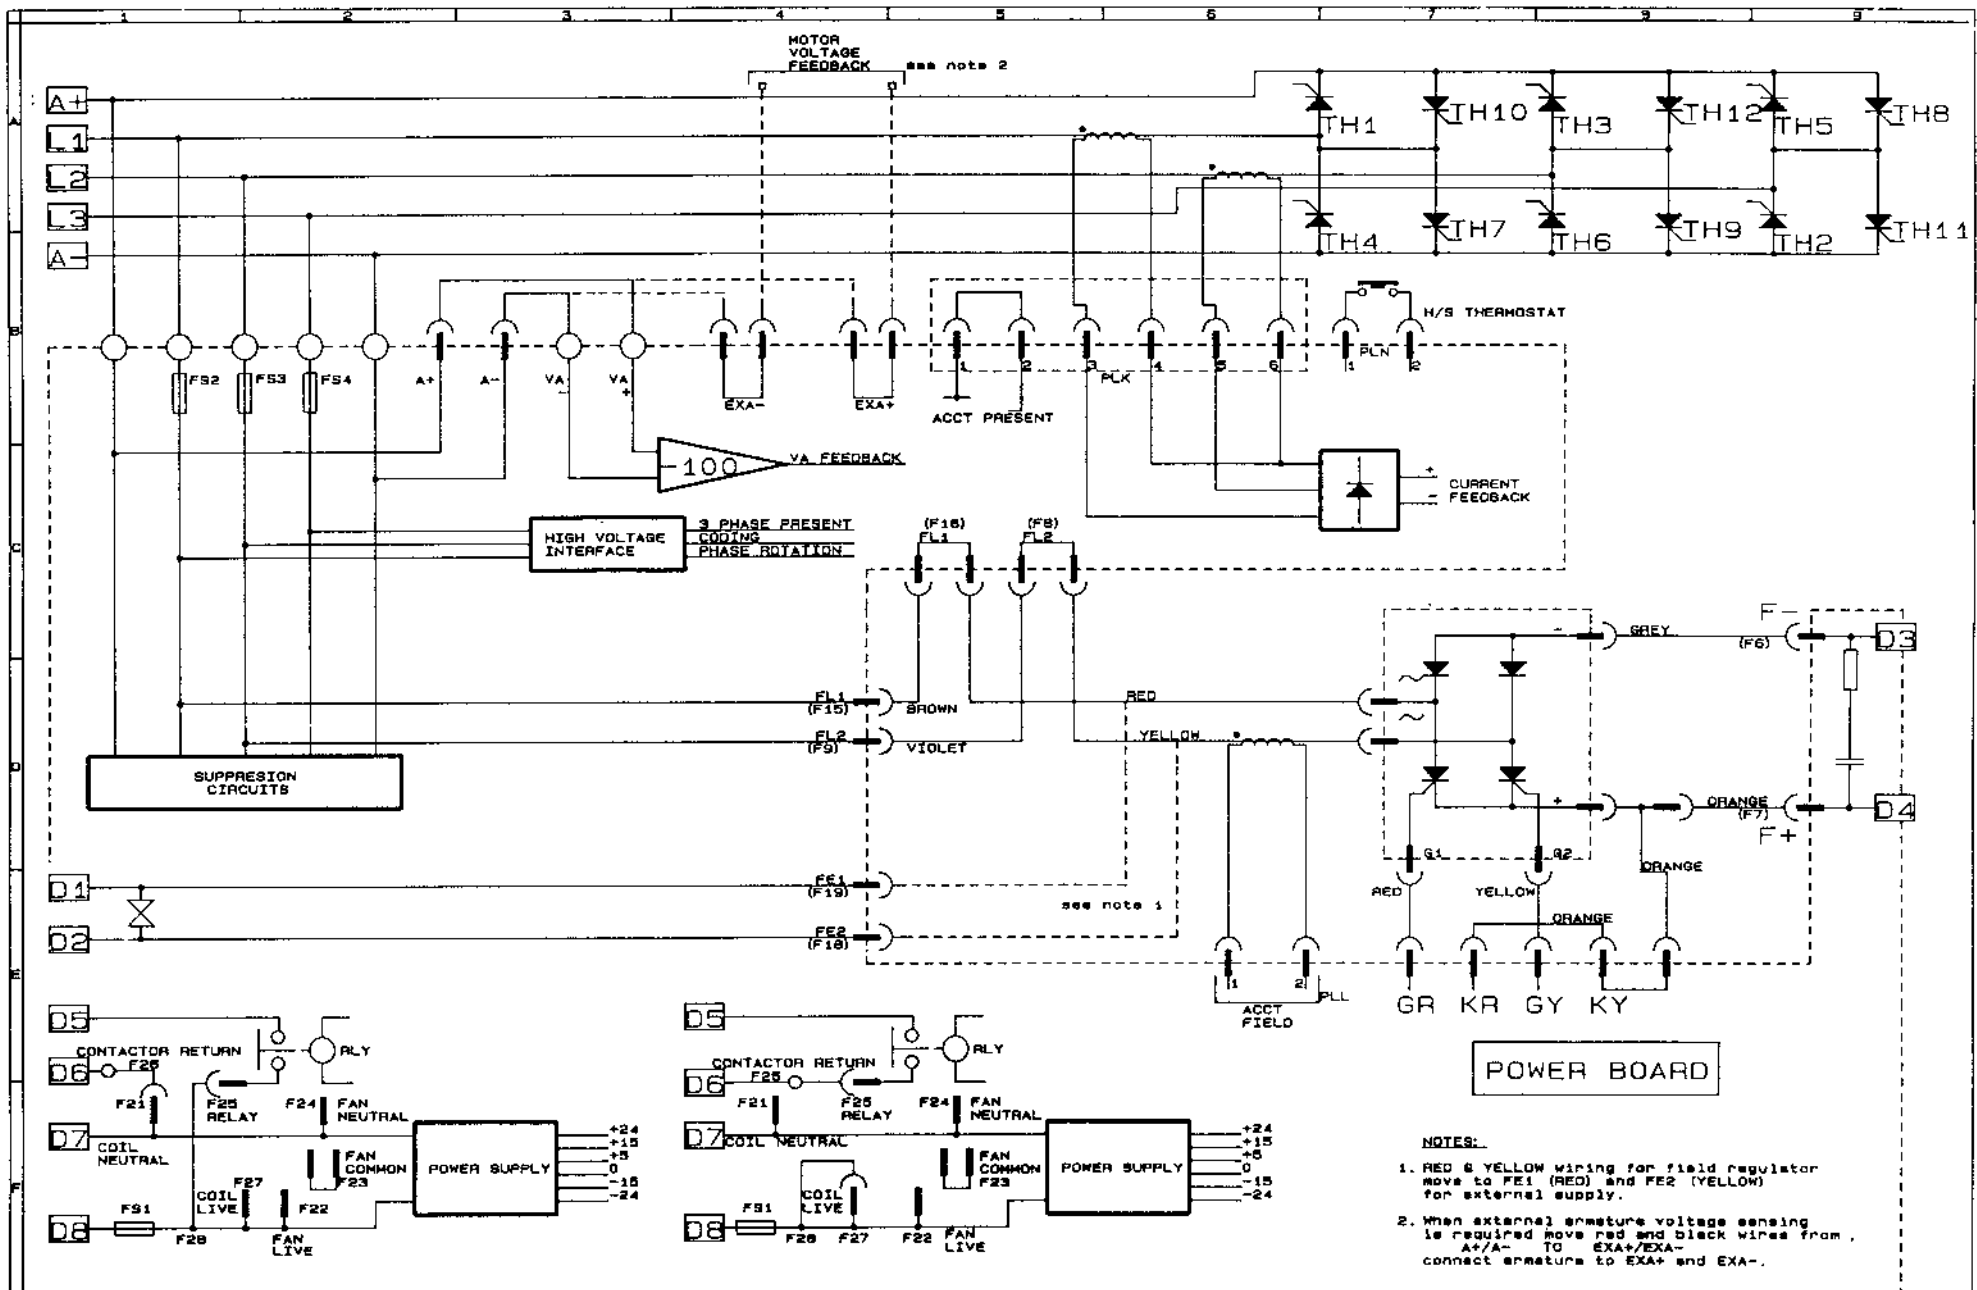 1 2 3 4 5 6 7 8 9
MOTOR
VOLTAGE
FEEDBACK
see note 2
A
A+
L1
L2
L3
A-
TH1
TH10
TH3
TH12
TH5
TH8
TH4
TH7
TH6
TH9
TH2
TH11
B
H/S THERMOSTAT
FS2
FS3
FS4
A+
A-
VA
-
VA
+
EXA-
EXA+
1 2 3 4 5 6
PLK
PLN
1 2
ACCT PRESENT
-100
VA FEEDBACK
+
CURRENT
- FEEDBACK
C
HIGH VOLTAGE
INTERFACE
3 PHASE PRESENT
CODING
PHASE ROTATION
(F16)
FL1
(F8)
FL2
F-
-
GREY
(F6)
D3
FL1
(F15)
BROWN
RED
FL2
(F9)
VIOLET
YELLOW
D
SUPPRESION
CIRCUITS
+
ORANGE
(F7)
D4
F+
G1
G2
ORANGE
D1
FE1
(F19)
RED
YELLOW
see note 1
ORANGE
D2
FE2
(F18)
E
1 2
PLL
ACCT
FIELD
GR KR GY KY
D5
CONTACTOR RETURN
RLY
D6
F26
F21
F25
RELAY
F24
FAN
NEUTRAL
D7
COIL
NEUTRAL
FAN
COMMON
F23
POWER SUPPLY
+24
+15
+5
0
-15
-24
F27
COIL
LIVE
F22
D8
FS1
F28
FAN
LIVE
D5
CONTACTOR RETURN
RLY
D6
F26
F21
F25
RELAY
F24
FAN
NEUTRAL
D7
COIL NEUTRAL
FAN
COMMON
F23
POWER SUPPLY
+24
+15
+5
0
-15
-24
COIL
LIVE
D8
FS1
F28
F27
F22
FAN
LIVE
F
POWER BOARD
NOTES:
1. RED & YELLOW wiring for field regulator
move to FE1 (RED) and FE2 (YELLOW)
for external supply.
2. When external armature voltage sensing
is required move red and black wires from,
A+/A- TO EXA+/EXA-
connect armature to EXA+ and EXA-.